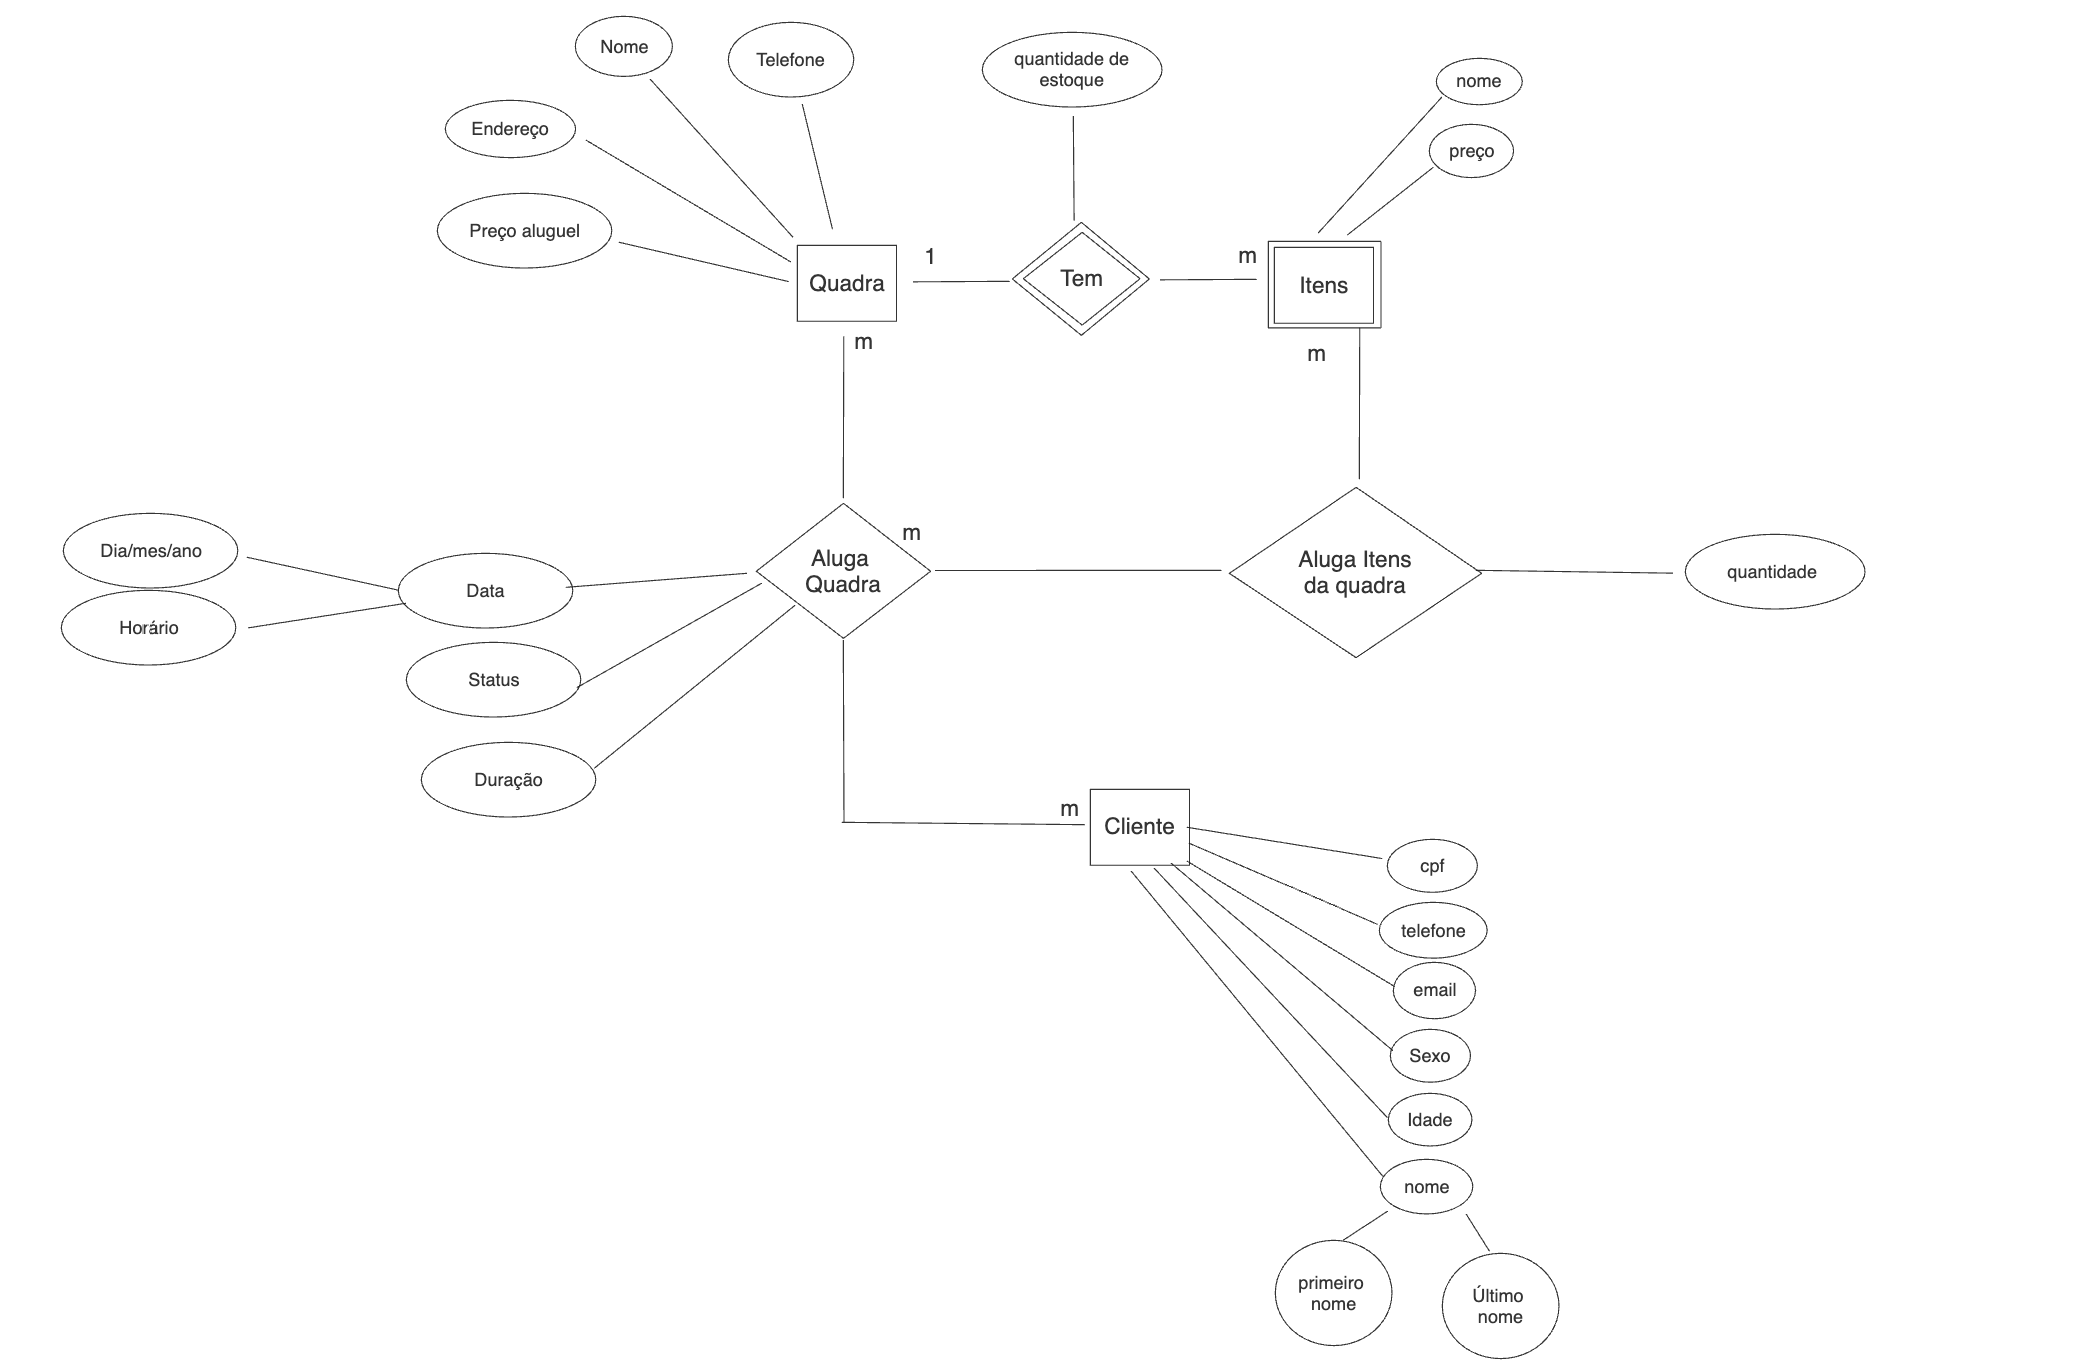 Nome
Telefone
quantidade de
estoque
nome
Endereço
preço
Preço aluguel
Quadra
1
Tem
m
Itens
m
m
Dia/mes/ano
Horário
Data
Status
Duração
Aluga
Quadra
m
Aluga Itens
da quadra
quantidade
m
Cliente
cpf
telefone
email
Sexo
Idade
nome
primeiro
nome
Último
nome